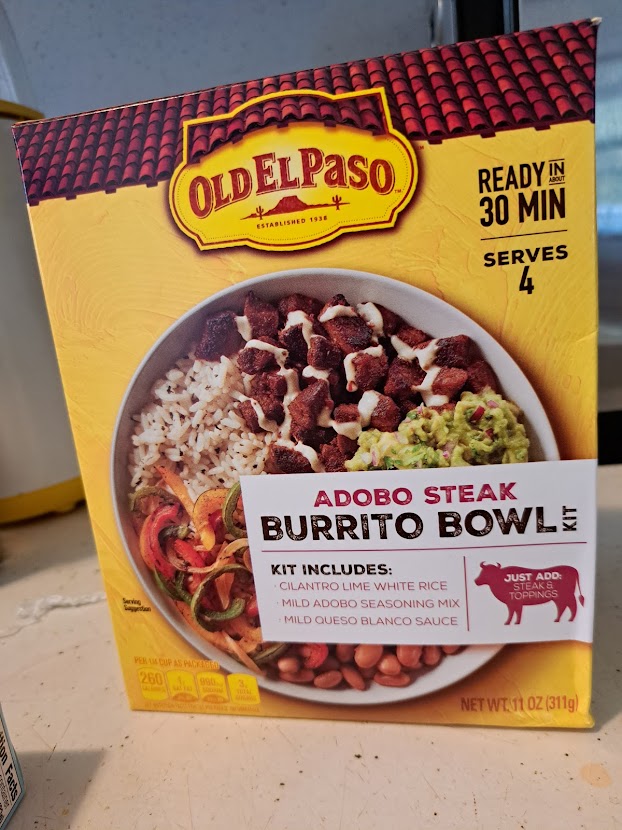 OLD EL PASO
ESTABLISHED 1938
READY IN ABOUT
30 MIN
SERVES
4
ADOBO STEAK
BURRITO BOWL KIT
KIT INCLUDES:
· CILANTRO LIME WHITE RICE
· MILD ADOBO SEASONING MIX
· MILD QUESO BLANCO SAUCE
JUST ADD:
STEAK &
TOPPINGS
Serving
Suggestion
PER 1/4 CUP AS PACKAGED
260
CALORIES
NET WT. 11 OZ (311g)